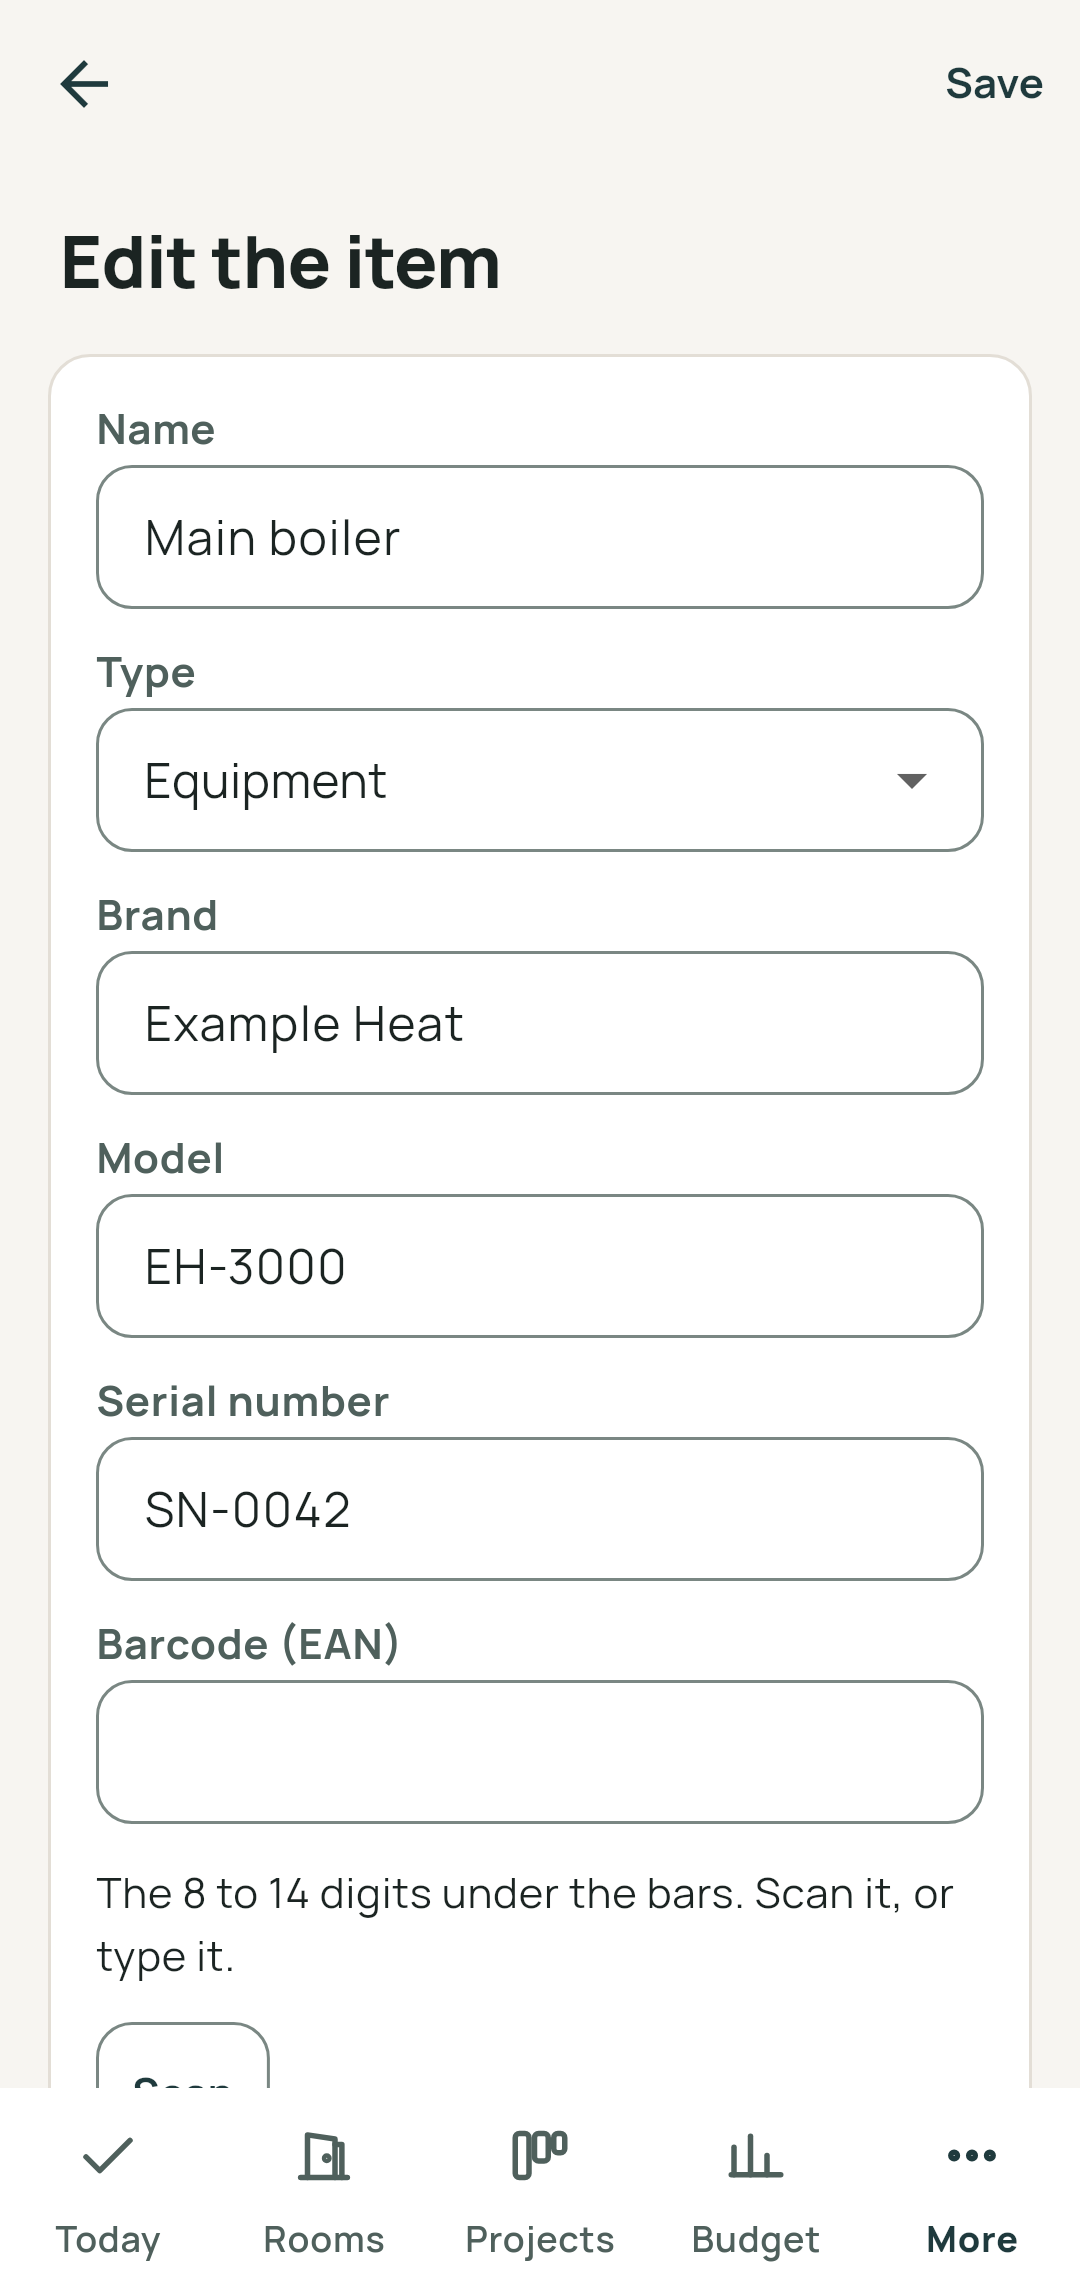 Save
Edit the item
Name
Main boiler
Type
Equipment
Brand
Example Heat
Model
EH-3000
Serial number
SN-0042
Barcode (EAN)
The 8 to 14 digits under the bars. Scan it, or
type it.
Scan
Today
Rooms
Projects
Budget
More